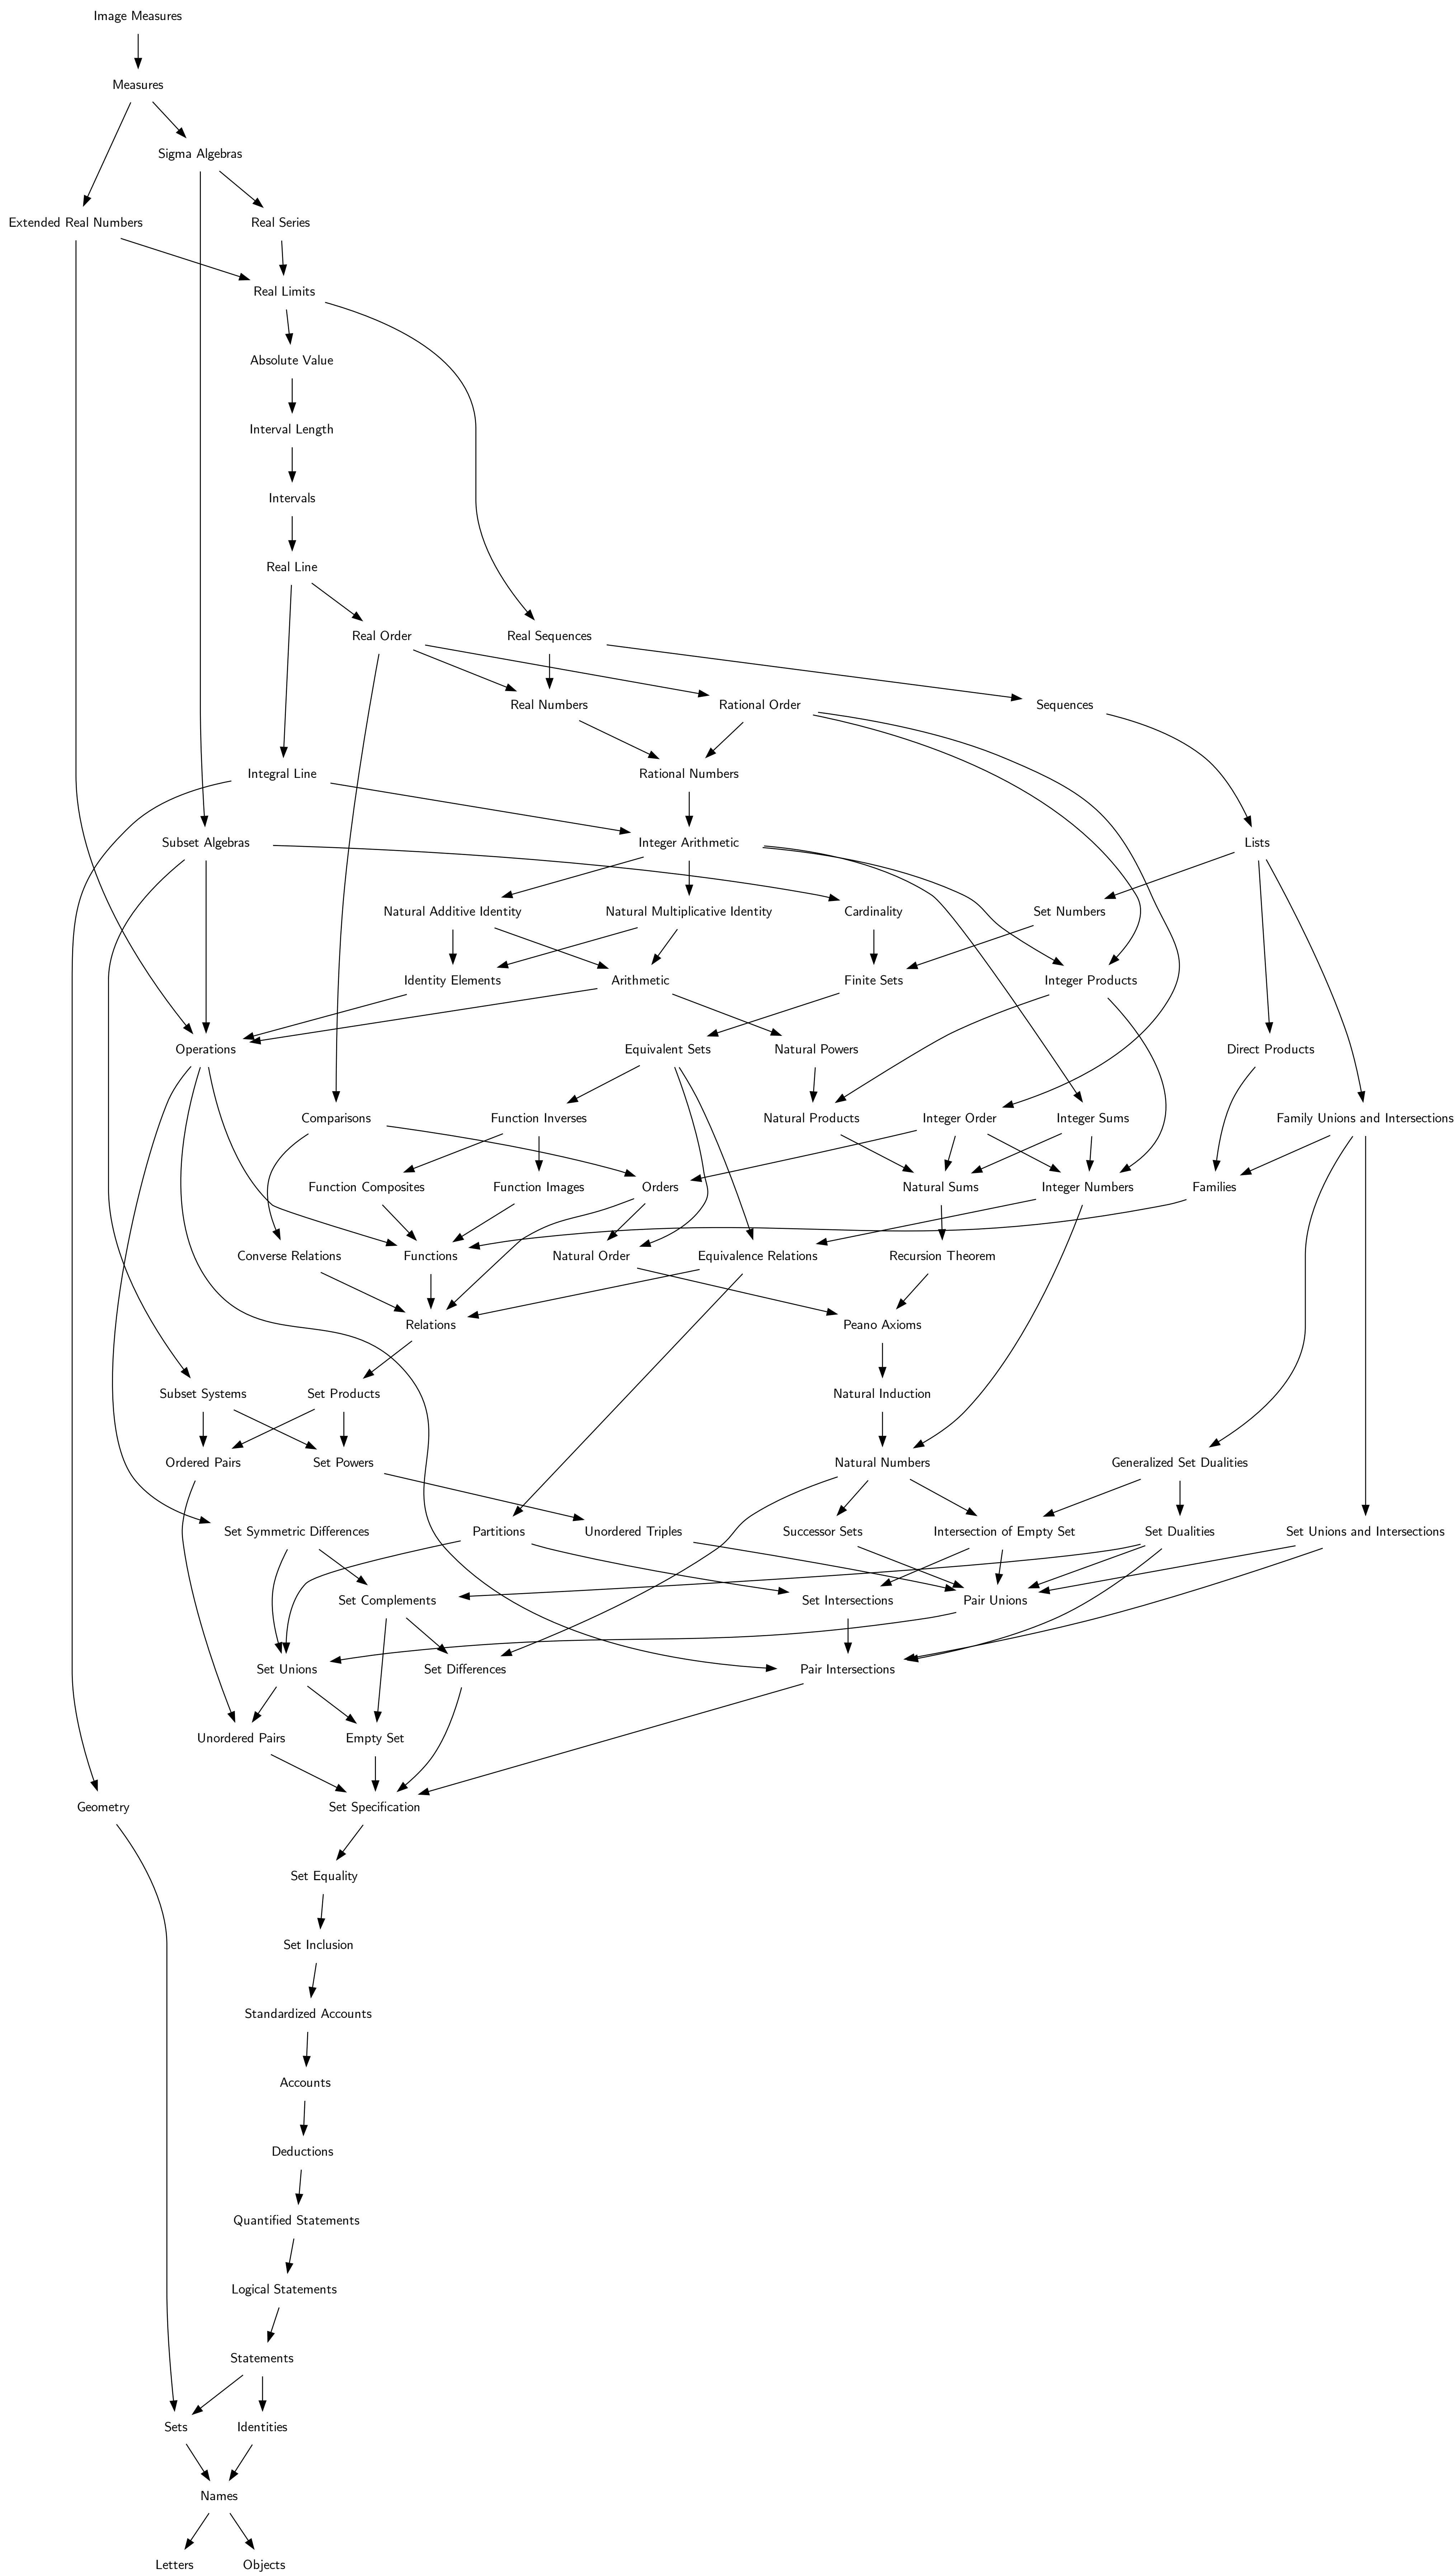 Image Measures
Measures
Sigma Algebras
Extended Real Numbers
Real Series
Real Limits
Absolute Value
Interval Length
Intervals
Real Line
Real Order
Real Sequences
Real Numbers
Rational Order
Sequences
Integral Line
Rational Numbers
Subset Algebras
Integer Arithmetic
Lists
Natural Additive Identity
Natural Multiplicative Identity
Cardinality
Set Numbers
Identity Elements
Arithmetic
Finite Sets
Integer Products
Operations
Equivalent Sets
Natural Powers
Direct Products
Comparisons
Function Inverses
Natural Products
Integer Order
Integer Sums
Family Unions and Intersections
Function Composites
Function Images
Orders
Natural Sums
Integer Numbers
Families
Converse Relations
Functions
Natural Order
Equivalence Relations
Recursion Theorem
Relations
Peano Axioms
Subset Systems
Set Products
Natural Induction
Ordered Pairs
Set Powers
Natural Numbers
Generalized Set Dualities
Set Symmetric Differences
Partitions
Unordered Triples
Successor Sets
Intersection of Empty Set
Set Dualities
Set Unions and Intersections
Set Complements
Set Intersections
Pair Unions
Set Unions
Set Differences
Pair Intersections
Unordered Pairs
Empty Set
Geometry
Set Specification
Set Equality
Set Inclusion
Standardized Accounts
Accounts
Deductions
Quantified Statements
Logical Statements
Statements
Sets
Identities
Names
Letters
Objects